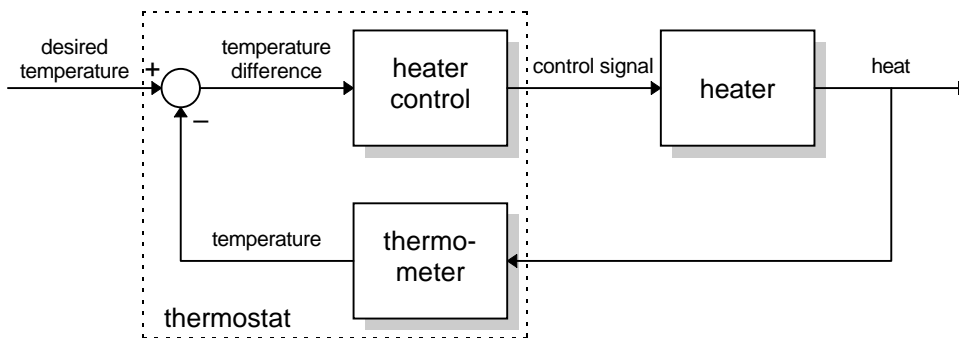 desired
temperature
+
−
temperature
difference
heater
control
control signal
heater
heat
temperature
thermo-
meter
thermostat